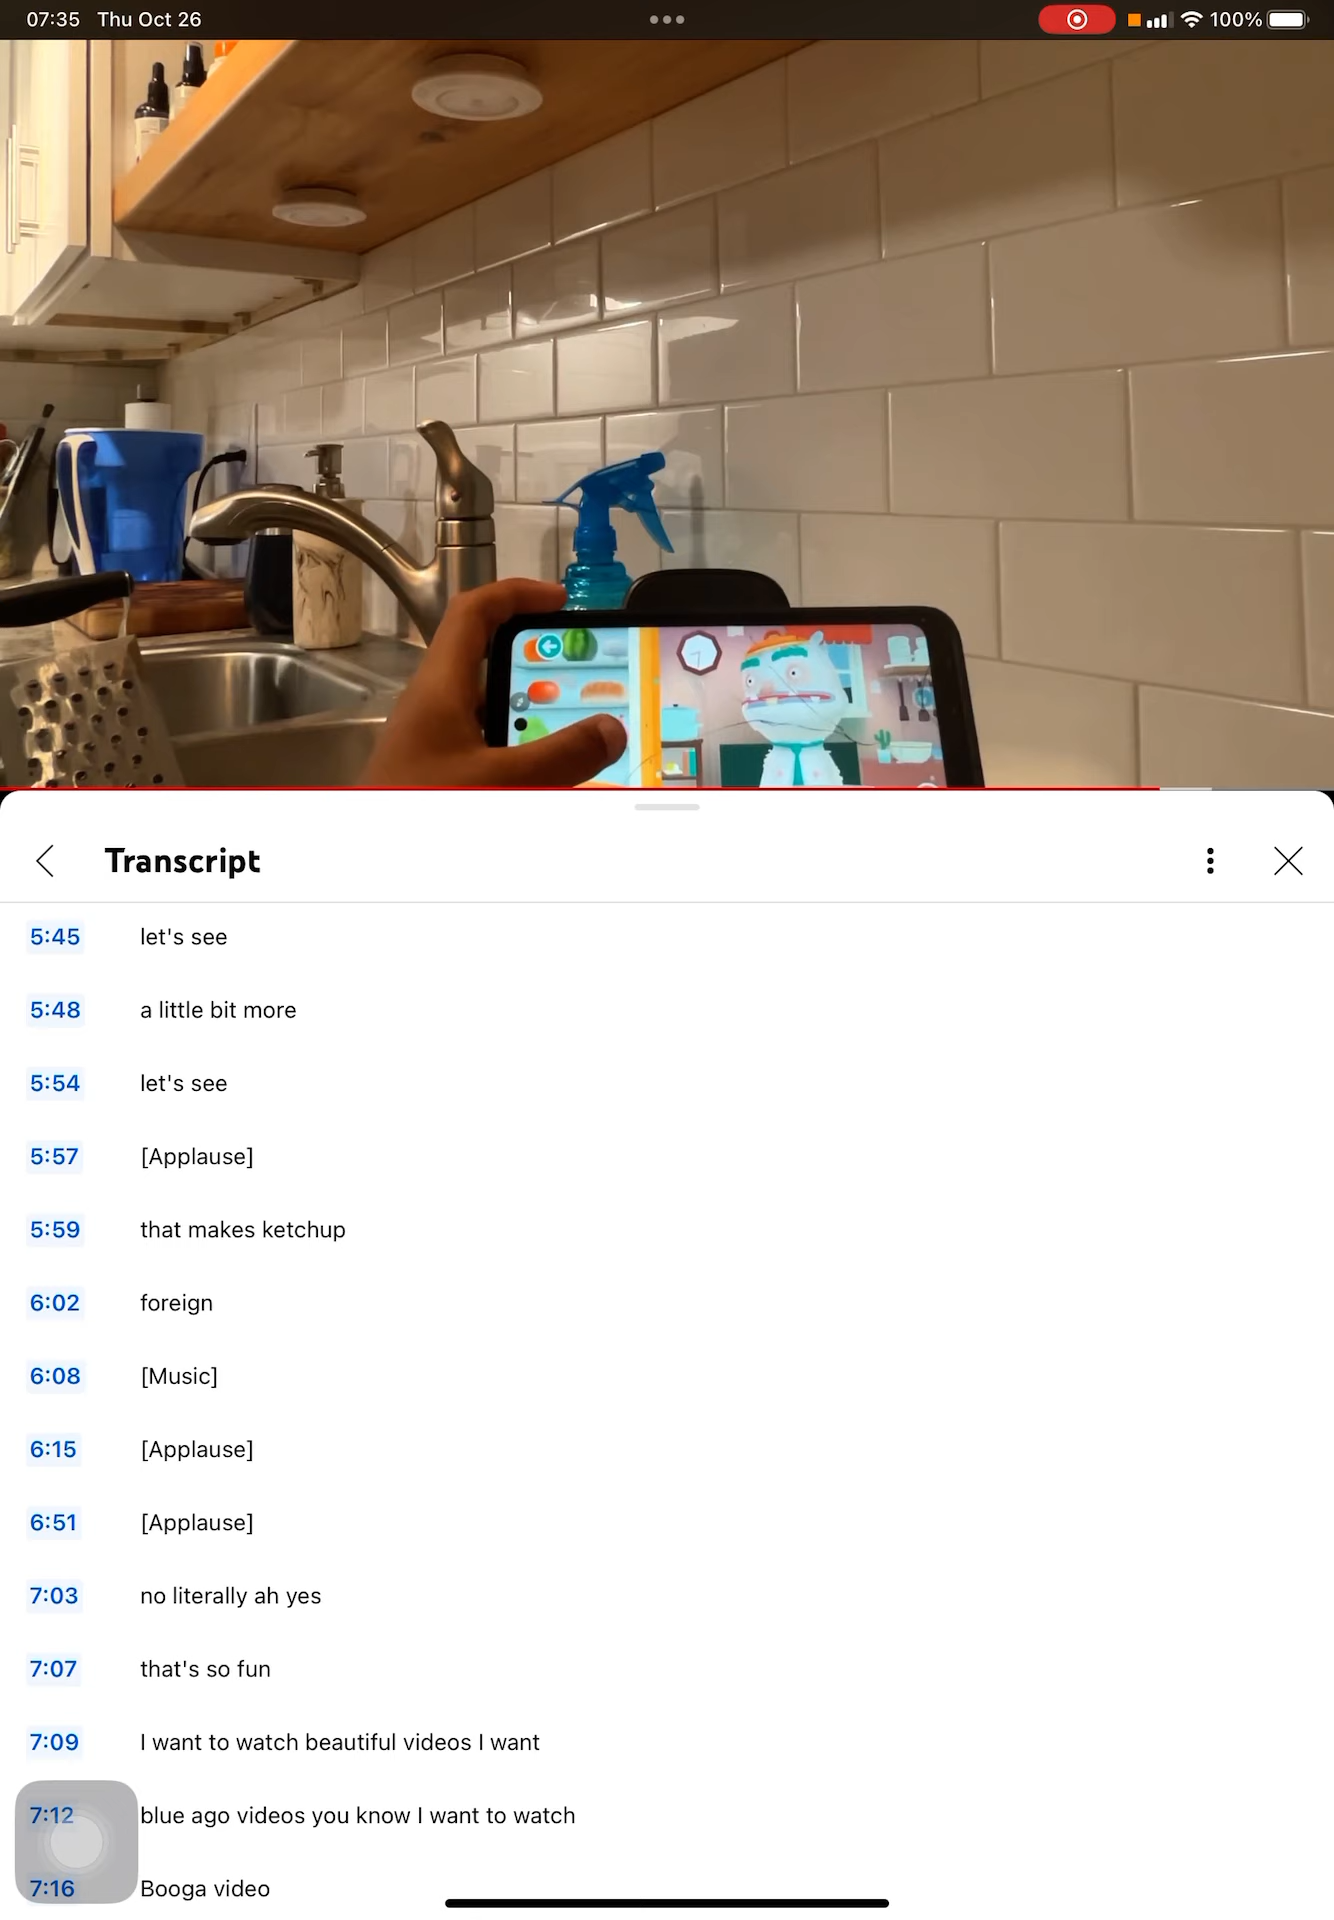 07:35 Thu Oct 26
100%
Transcript
5:45 let's see
5:48 a little bit more
5:54 let's see
5:57 [Applause]
5:59 that makes ketchup
6:02 foreign
6:08 [Music]
6:15 [Applause]
6:51 [Applause]
7:03 no literally ah yes
7:07 that's so fun
7:09 I want to watch beautiful videos I want
7:12 blue ago videos you know I want to watch
7:16 Booga video